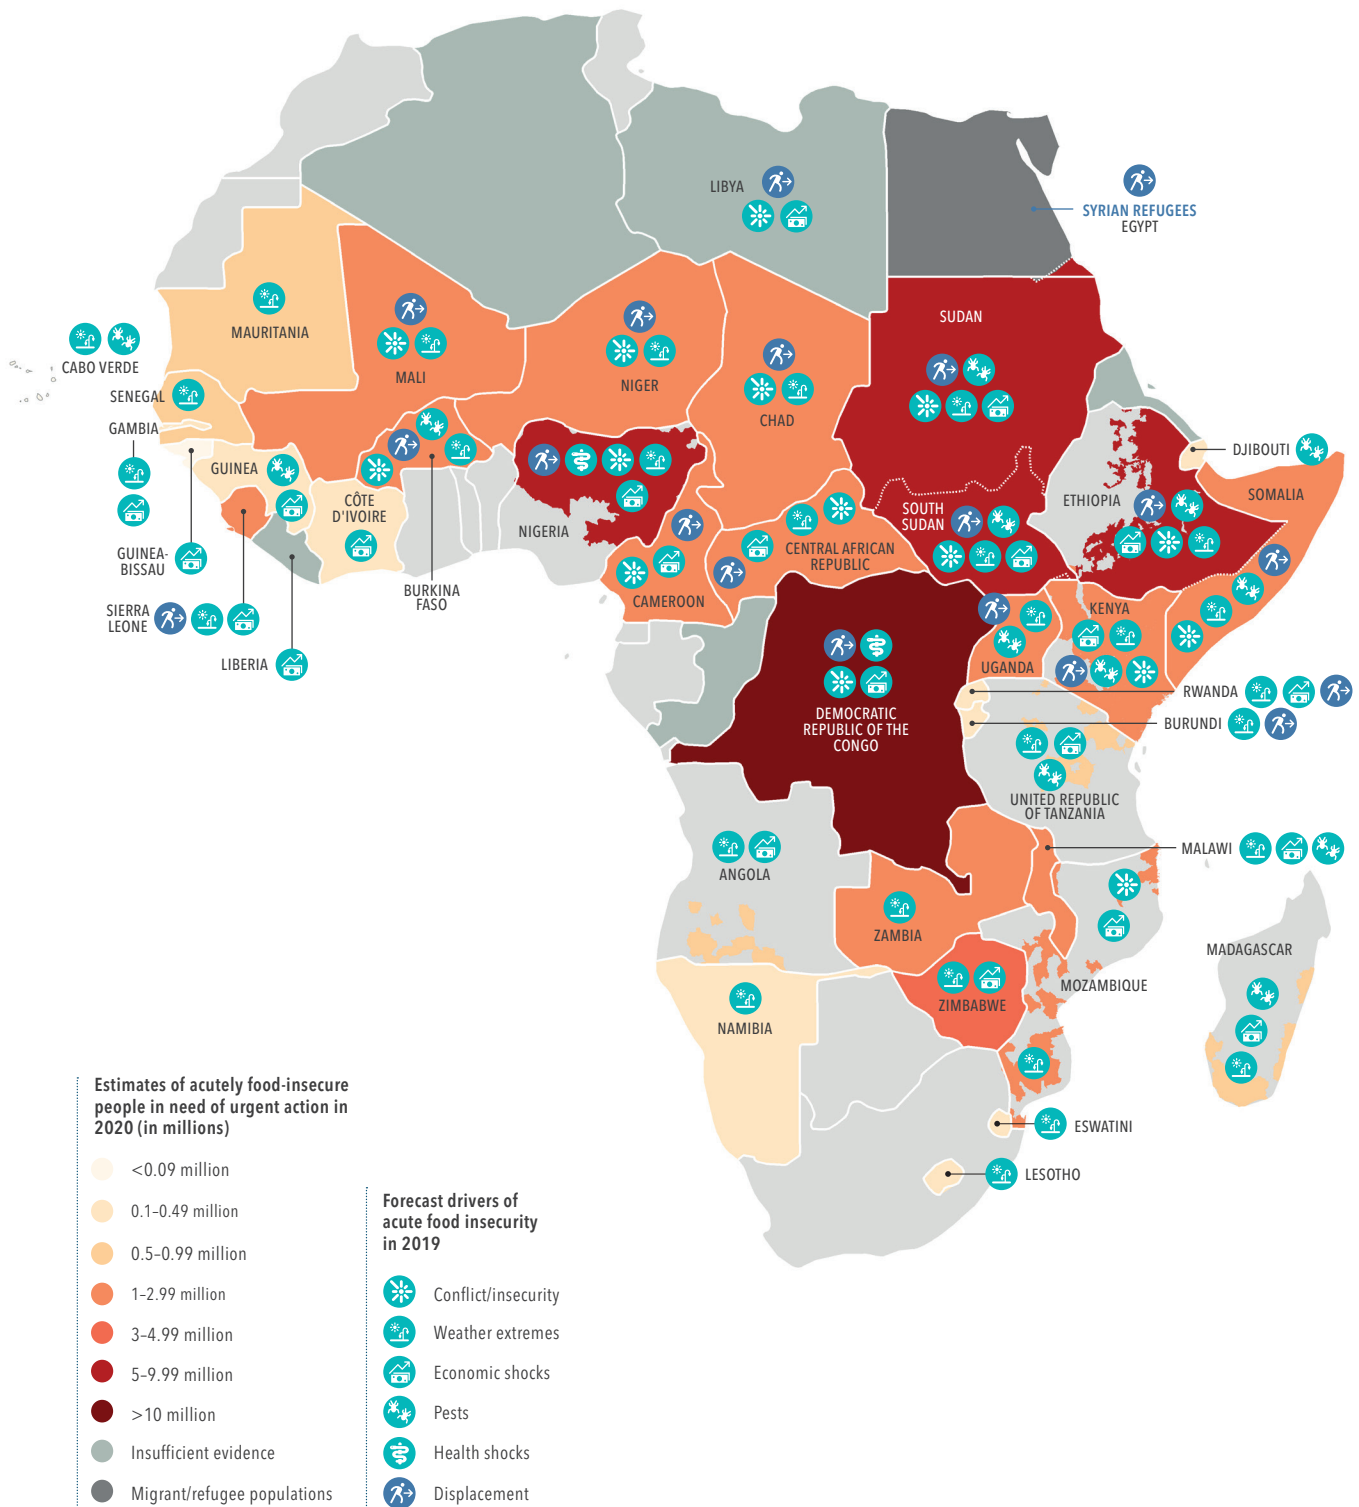 LIBYA
SYRIAN REFUGEES
EGYPT
SUDAN
MAURITANIA
CABO VERDE
MALI
NIGER
CHAD
SENEGAL
GAMBIA
GUINEA
DJIBOUTI
CÔTE
D'IVOIRE
NIGERIA
SOUTH
SUDAN
ETHIOPIA
SOMALIA
CENTRAL AFRICAN
REPUBLIC
GUINEA-
BISSAU
BURKINA
FASO
CAMEROON
SIERRA
LEONE
KENYA
LIBERIA
UGANDA
RWANDA
DEMOCRATIC
REPUBLIC OF THE
CONGO
BURUNDI
UNITED REPUBLIC
OF TANZANIA
MALAWI
ANGOLA
ZAMBIA
MADAGASCAR
MOZAMBIQUE
ZIMBABWE
NAMIBIA
ESWATINI
LESOTHO
Estimates of acutely food-insecure
people in need of urgent action in
2020 (in millions)
<0.09 million
0.1–0.49 million
0.5–0.99 million
1–2.99 million
3–4.99 million
5–9.99 million
>10 million
Insufficient evidence
Migrant/refugee populations
Forecast drivers of
acute food insecurity
in 2019
Conflict/insecurity
Weather extremes
Economic shocks
Pests
Health shocks
Displacement